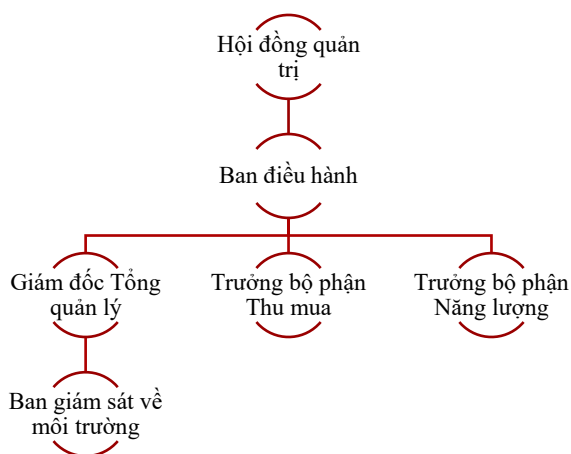 Hội đồng quản
trị
Ban điều hành
Giám đốc Tổng
quản lý
Trưởng bộ phận
Thu mua
Trưởng bộ phận
Năng lượng
Ban giám sát về
môi trường